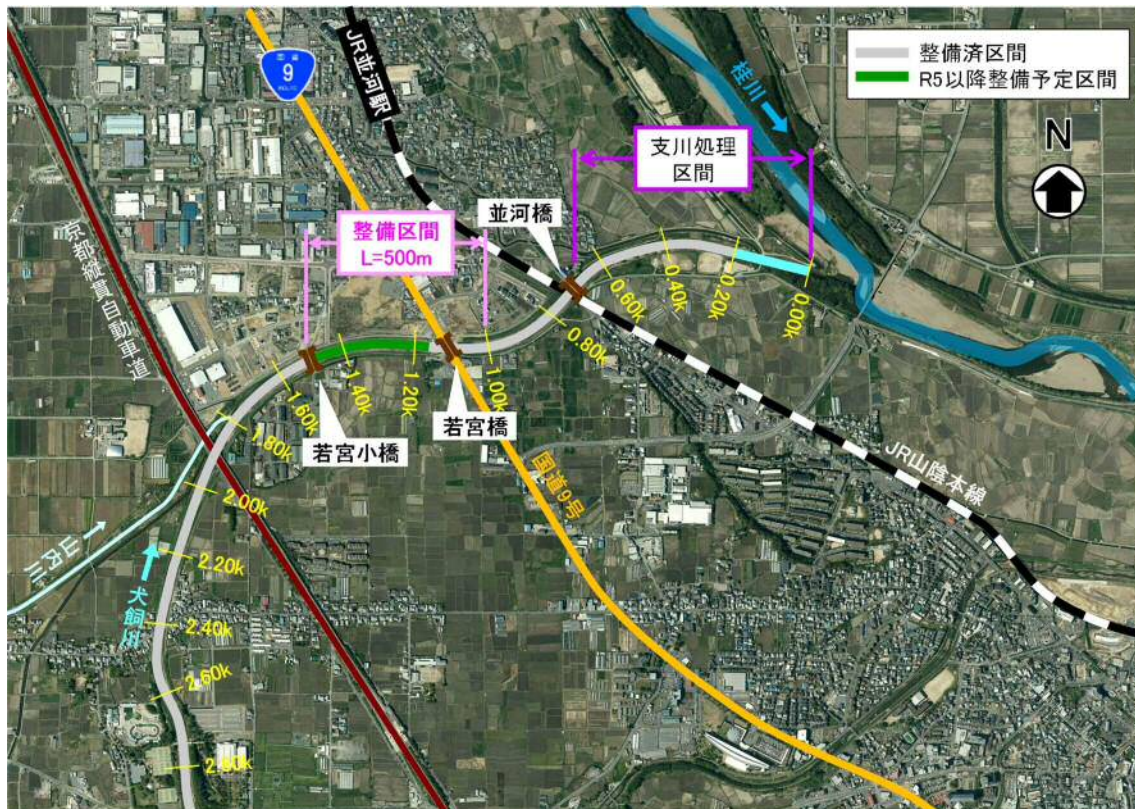 整備済区間
R5以降整備予定区間
国道
9
JR並河駅
桂川
N
支川処理
区間
並河橋
整備区間
L=500m
京都縦貫自動車道
0.00k
0.20k
0.40k
0.60k
0.80k
1.00k
1.20k
1.40k
1.60k
1.80k
2.00k
2.20k
2.40k
2.60k
2.80k
若宮橋
若宮小橋
国道9号
JR山陰本線
山内川
犬飼川